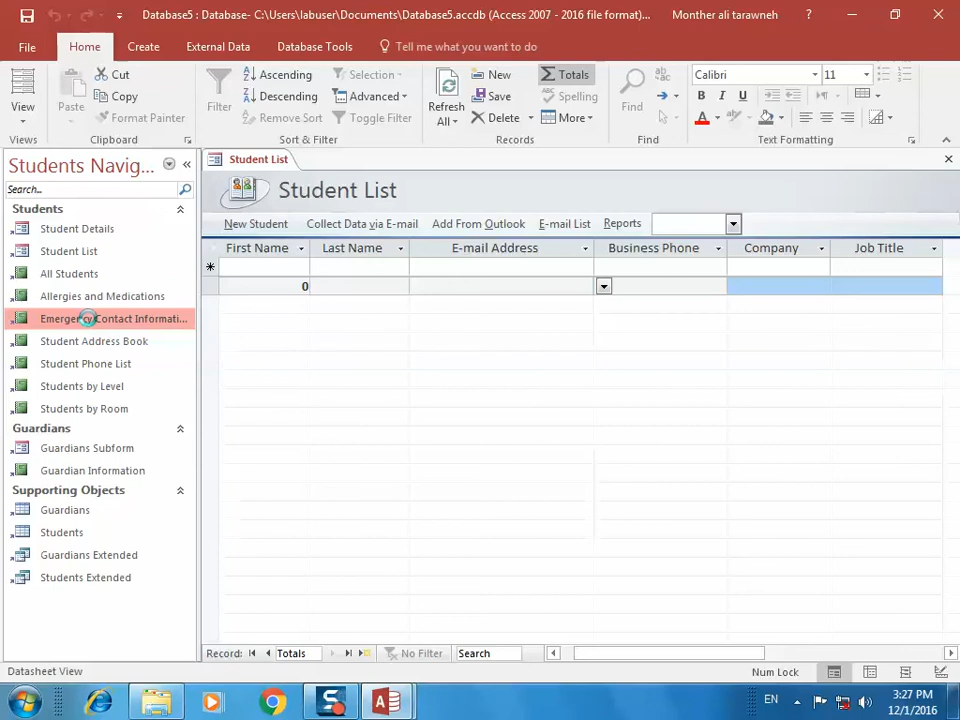 Database5 : Database- C:\Users\labuser\Documents\Database5.accdb (Access 2007 - 2016 file format)...
Monther ali tarawneh
?
File
Home
Create
External Data
Database Tools
Tell me what you want to do
View
Views
Paste
Cut
Copy
Format Painter
Clipboard
Filter
Ascending
Descending
Remove Sort
Selection
Advanced
Toggle Filter
Sort & Filter
Refresh
All
New
Save
Delete
Totals
Spelling
More
Records
Find
Find
Calibri
11
B I U
A
Text Formatting
Students Navig...
Search...
Students
Student Details
Student List
All Students
Allergies and Medications
Emergency Contact Informati...
Student Address Book
Student Phone List
Students by Level
Students by Room
Guardians
Guardians Subform
Guardian Information
Supporting Objects
Guardians
Students
Guardians Extended
Students Extended
Student List
Student List
New Student
Collect Data via E-mail
Add From Outlook
E-mail List
Reports
First Name
Last Name
E-mail Address
Business Phone
Company
Job Title
0
Record:
Totals
No Filter
Search
Datasheet View
Num Lock
EN
3:27 PM
12/1/2016